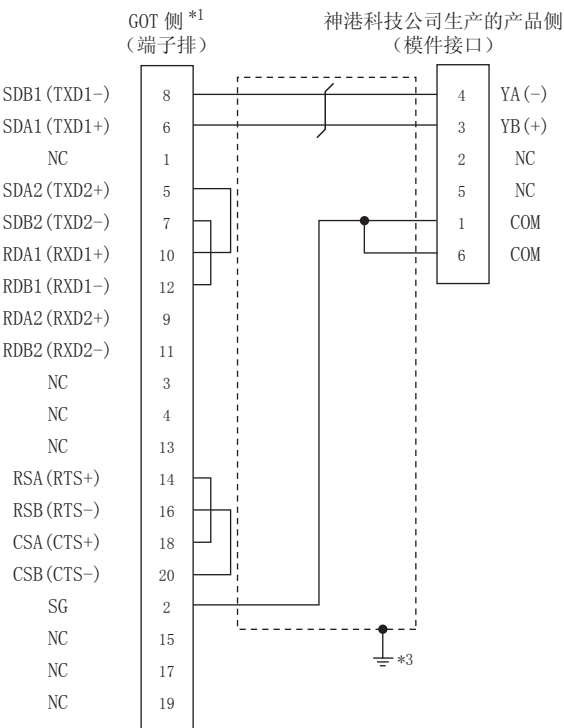 GOT 侧 *1
（端子排）
神港科技公司生产的产品侧
（模件接口）
SDB1(TXD1-) 8 4 YA(-)
SDA1(TXD1+) 6 3 YB(+)
NC 1 2 NC
SDA2(TXD2+) 5 5 NC
SDB2(TXD2-) 7 1 COM
RDA1(RXD1+) 10 6 COM
RDB1(RXD1-) 12
RDA2(RXD2+) 9
RDB2(RXD2-) 11
NC 3
NC 4
NC 13
RSA(RTS+) 14
RSB(RTS-) 16
CSA(CTS+) 18
CSB(CTS-) 20
SG 2
NC 15
*3
NC 17
NC 19